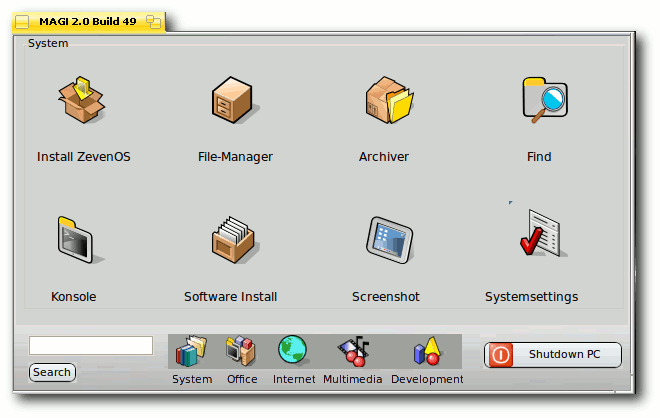 MAGI 2.0 Build 49
System
Install ZevenOS
File-Manager
Archiver
Find
Konsole
Software Install
Screenshot
Systemsettings
Search
System
Office
Internet
Multimedia
Development
Shutdown PC